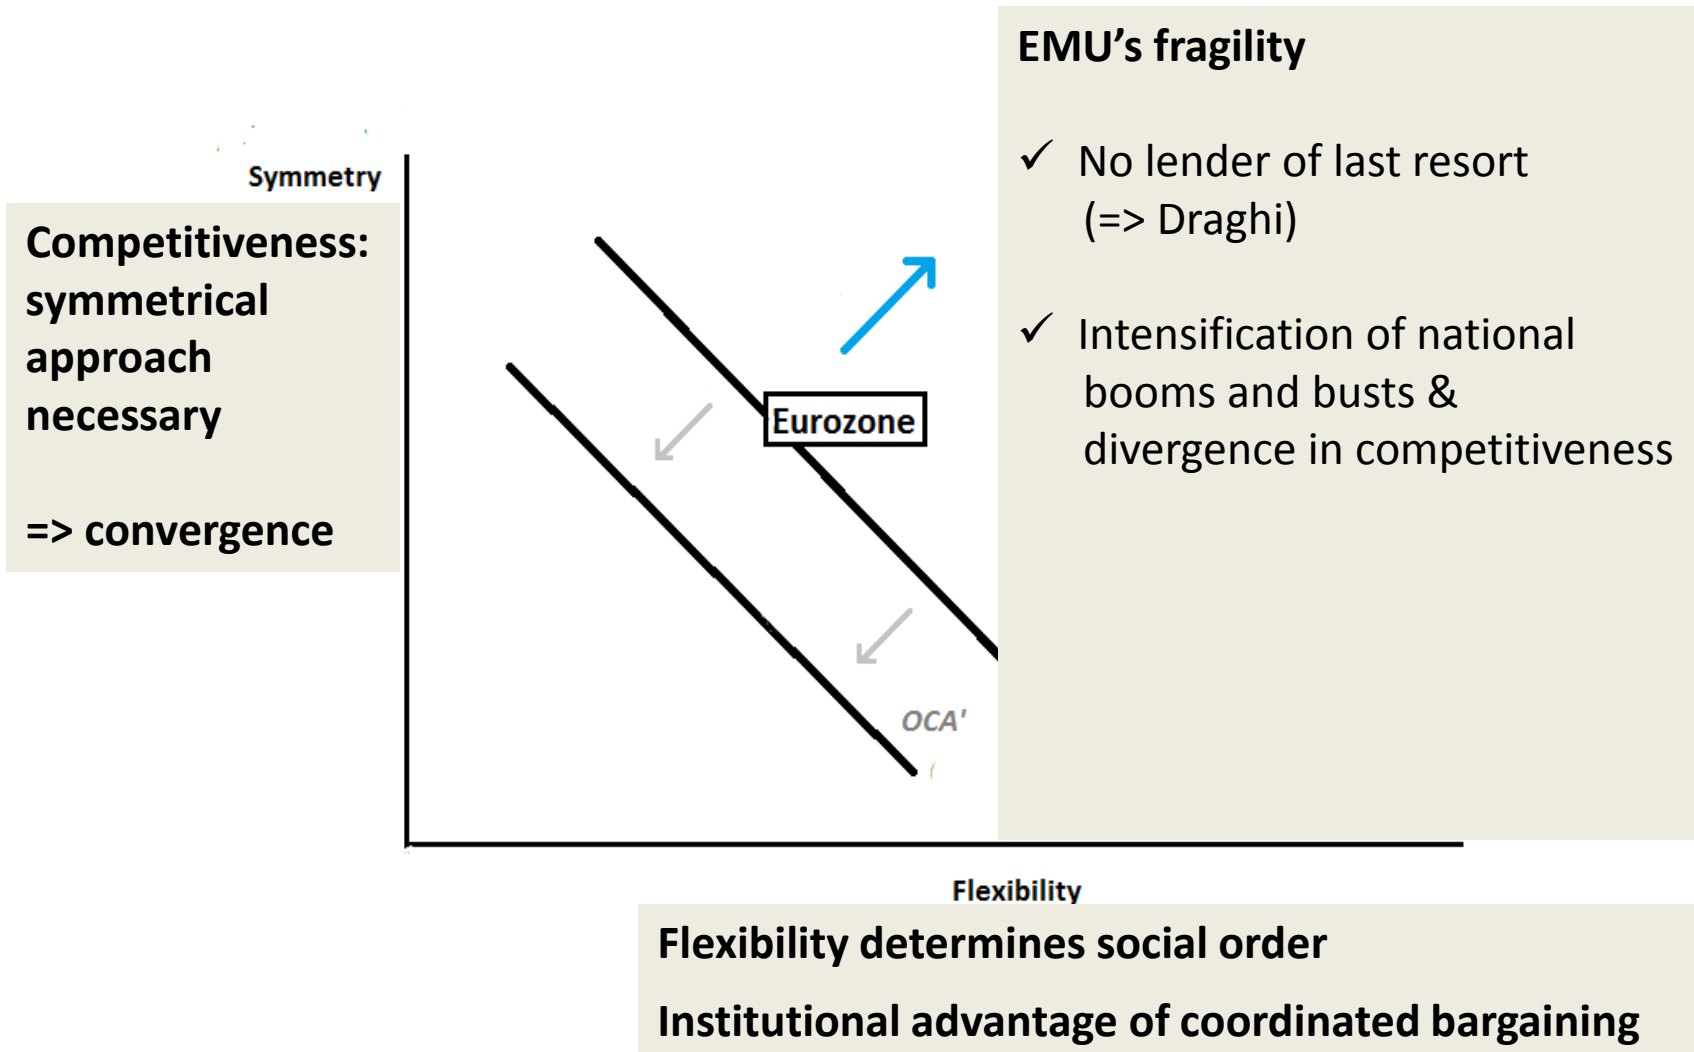 EMU’s fragility
✓ No lender of last resort
(=> Draghi)
✓ Intensification of national
booms and busts &
divergence in competitiveness
Symmetry
Competitiveness:
symmetrical
approach
necessary
=> convergence
Eurozone
OCA'
Flexibility
Flexibility determines social order
Institutional advantage of coordinated bargaining